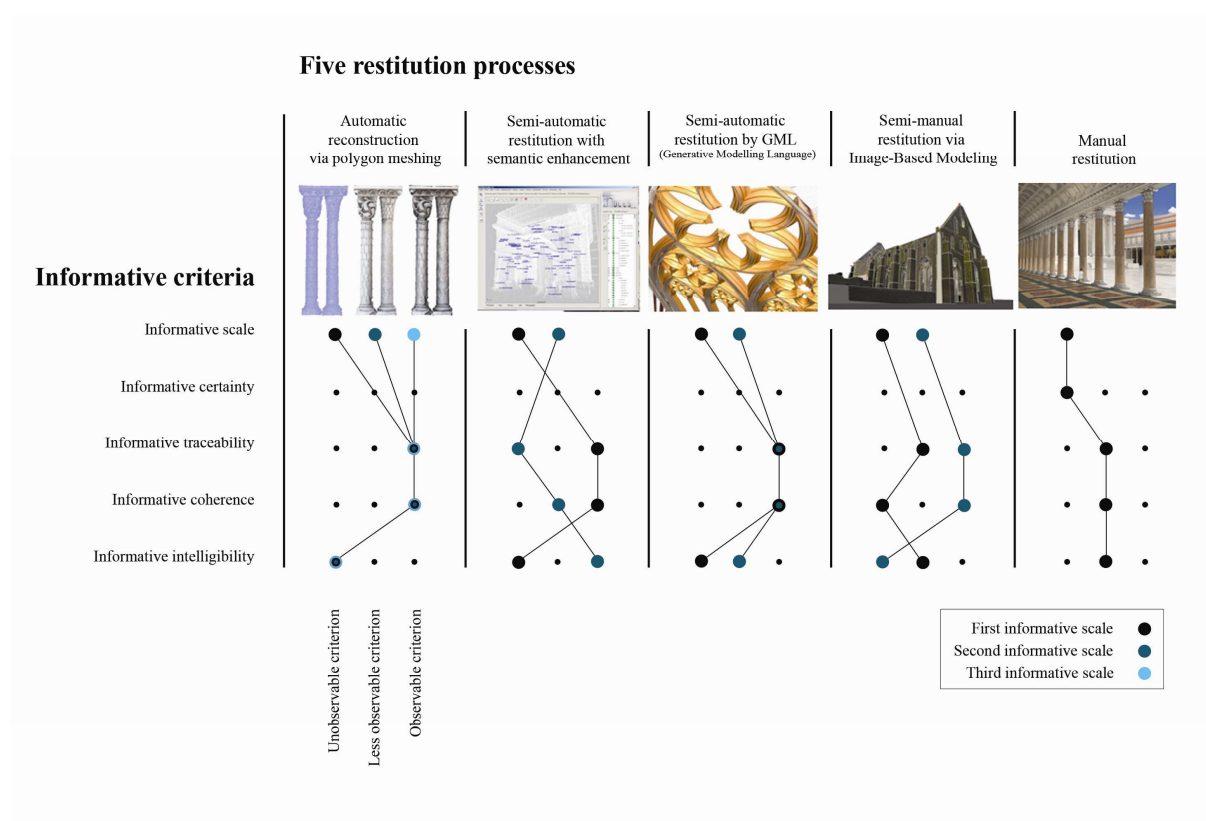 Five restitution processes
Automatic
reconstruction
via polygon meshing
Semi-automatic
restitution with
semantic enhancement
Semi-automatic
restitution by GML
(Generative Modelling Language)
Semi-manual
restitution via
Image-Based Modeling
Manual
restitution
Informative criteria
Informative scale
Informative certainty
Informative traceability
Informative coherence
Informative intelligibility
Unobservable criterion
Less observable criterion
Observable criterion
First informative scale
Second informative scale
Third informative scale